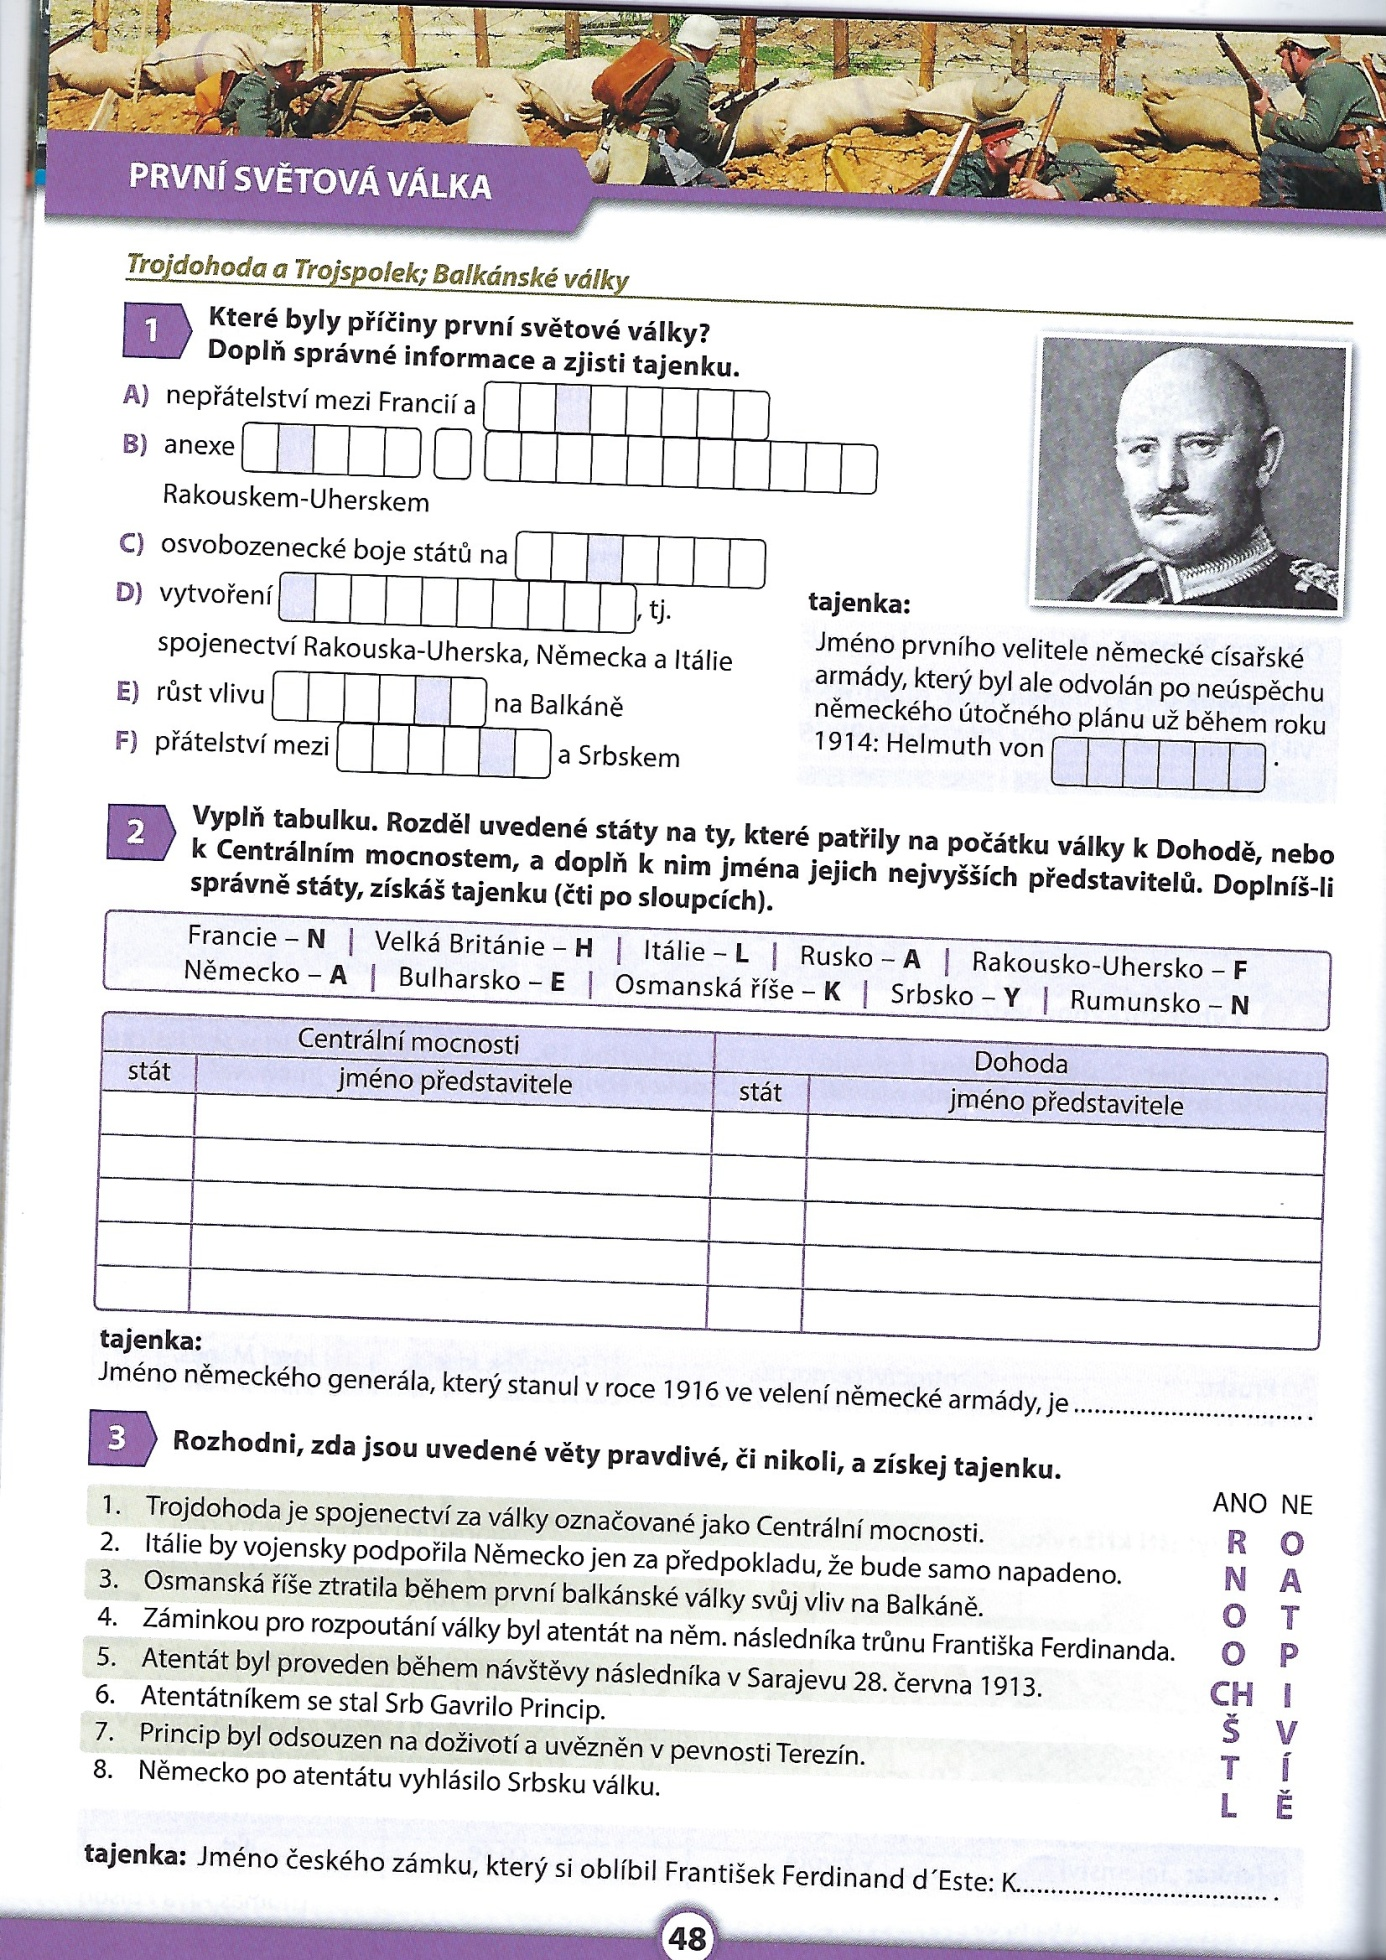 PRVNÍ SVĚTOVÁ VÁLKA
Trojdohoda a Trojspolek; Balkánské války
1 Které byly příčiny první světové války?
Doplň správné informace a zjisti tajenku.
A) nepřátelství mezi Francií a
B) anexe
Rakouskem-Uherskem
C) osvobozenecké boje států na
D) vytvoření , tj.
spojenectví Rakouska-Uherska, Německa a Itálie
E) růst vlivu na Balkáně
F) přátelství mezi a Srbskem
tajenka:
Jméno prvního velitele německé císařské
armády, který byl ale odvolán po neúspěchu
německého útočného plánu už během roku
1914: Helmuth von .
2 Vyplň tabulku. Rozděl uvedené státy na ty, které patřily na počátku války k Dohodě, nebo
k Centrálním mocnostem, a doplň k nim jména jejich nejvyšších představitelů. Doplníš-li
správně státy, získáš tajenku (čti po sloupcích).
Francie – N | Velká Británie – H | Itálie – L | Rusko – A | Rakousko-Uhersko – F
Německo – A | Bulharsko – E | Osmanská říše – K | Srbsko – Y | Rumunsko – N
Centrální mocnosti Dohoda
stát jméno představitele stát jméno představitele
tajenka:
Jméno německého generála, který stanul v roce 1916 ve velení německé armády, je .
3 Rozhodni, zda jsou uvedené věty pravdivé, či nikoli, a získej tajenku.
ANO NE
1. Trojdohoda je spojenectví za války označované jako Centrální mocnosti. R O
2. Itálie by vojensky podpořila Německo jen za předpokladu, že bude samo napadeno. N A
3. Osmanská říše ztratila během první balkánské války svůj vliv na Balkáně. O T
4. Záminkou pro rozpoutání války byl atentát na něm. následníka trůnu Františka Ferdinanda. O P
5. Atentát byl proveden během návštěvy následníka v Sarajevu 28. června 1913. CH I
6. Atentátníkem se stal Srb Gavrilo Princip. Š V
7. Princip byl odsouzen na doživotí a uvězněn v pevnosti Terezín. T Í
8. Německo po atentátu vyhlásilo Srbsku válku. L Ě
tajenka: Jméno českého zámku, který si oblíbil František Ferdinand d´Este: K .
48